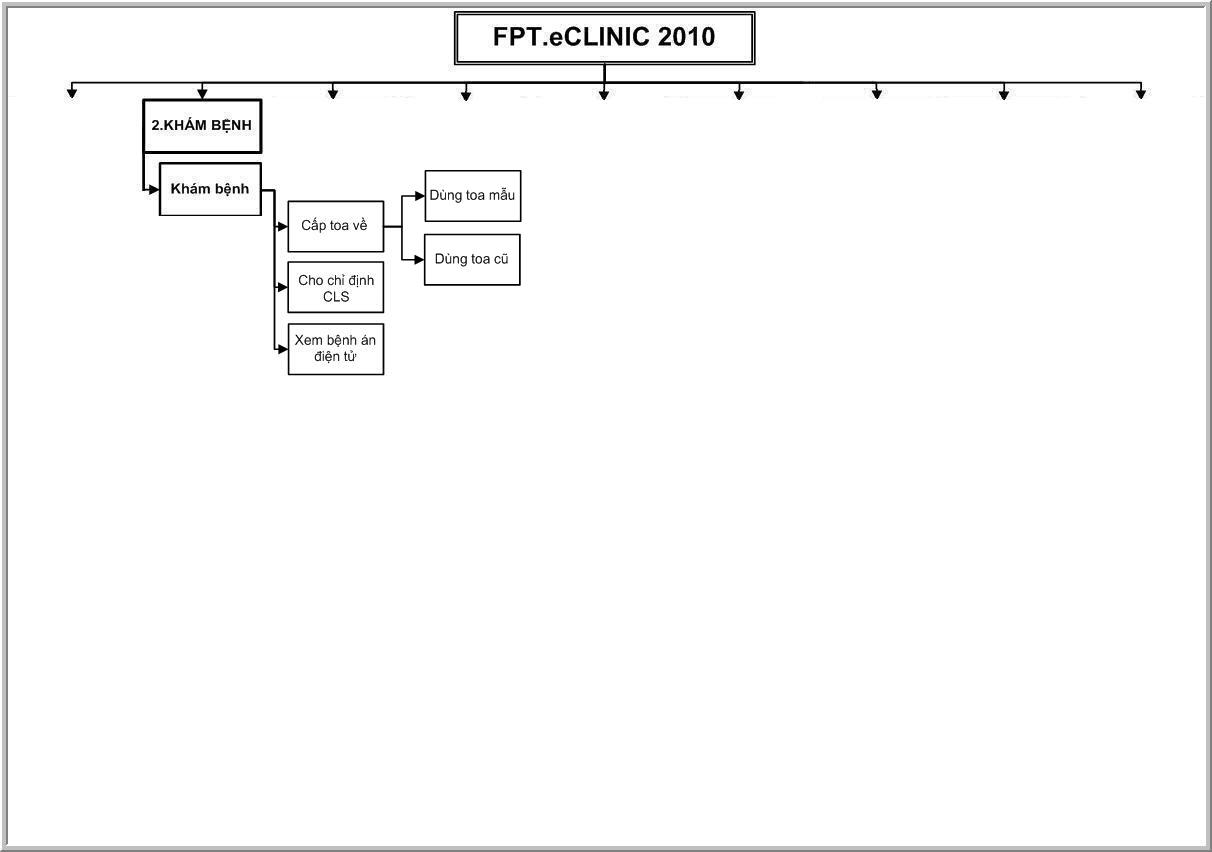 FPT.eCLINIC 2010
2.KHÁM BỆNH
Khám bệnh
Cấp toa về
Dùng toa mẫu
Dùng toa cũ
Cho chỉ định
CLS
Xem bệnh án
điện tử